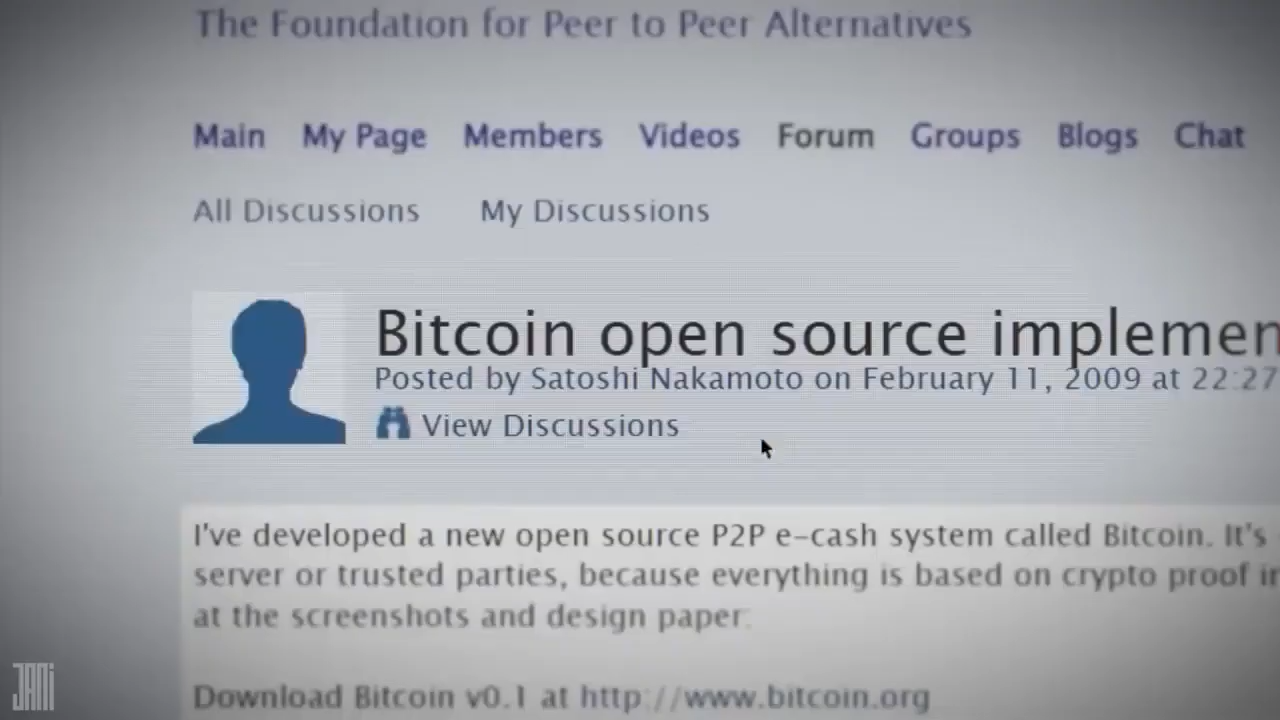 The Foundation for Peer to Peer Alternatives
Main My Page Members Videos Forum Groups Blogs Chat
All Discussions My Discussions
Bitcoin open source implemen
Posted by Satoshi Nakamoto on February 11, 2009 at 22:27
View Discussions
I've developed a new open source P2P e-cash system called Bitcoin. It's
server or trusted parties, because everything is based on crypto proof
at the screenshots and design paper.
Download Bitcoin v0.1 at http://www.bitcoin.org
JANI